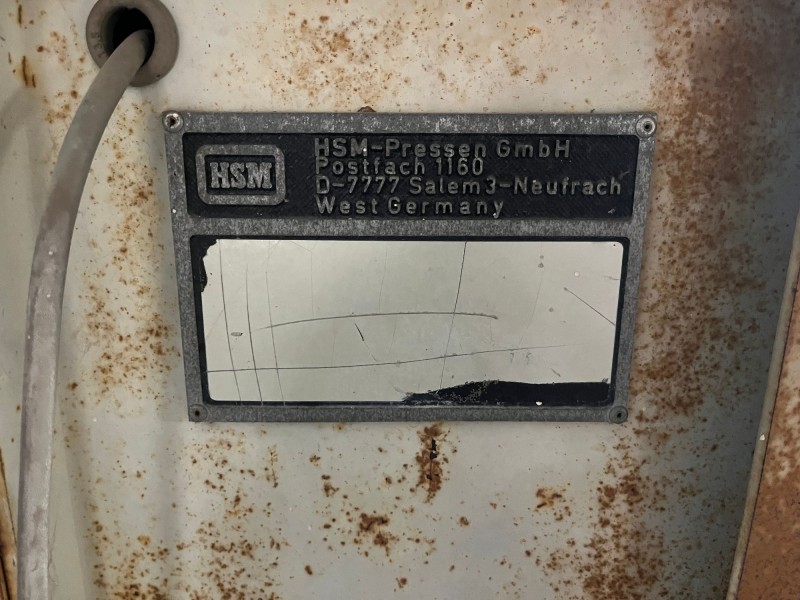 HSM
HSM-Pressen GmbH
Postfach 1160
D-7777 Salem3-Neufrach
West Germany